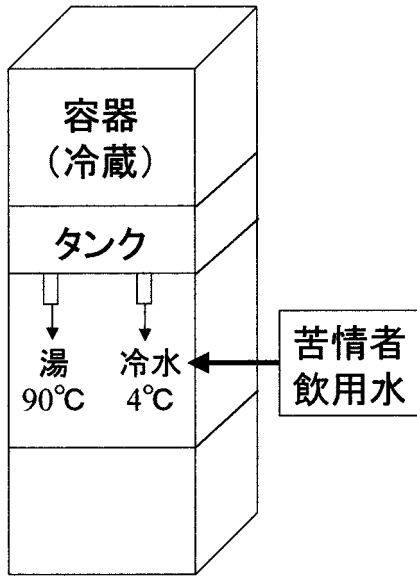 容器
（冷蔵）
タンク
湯 冷水
90℃ 4℃
苦情者
飲用水